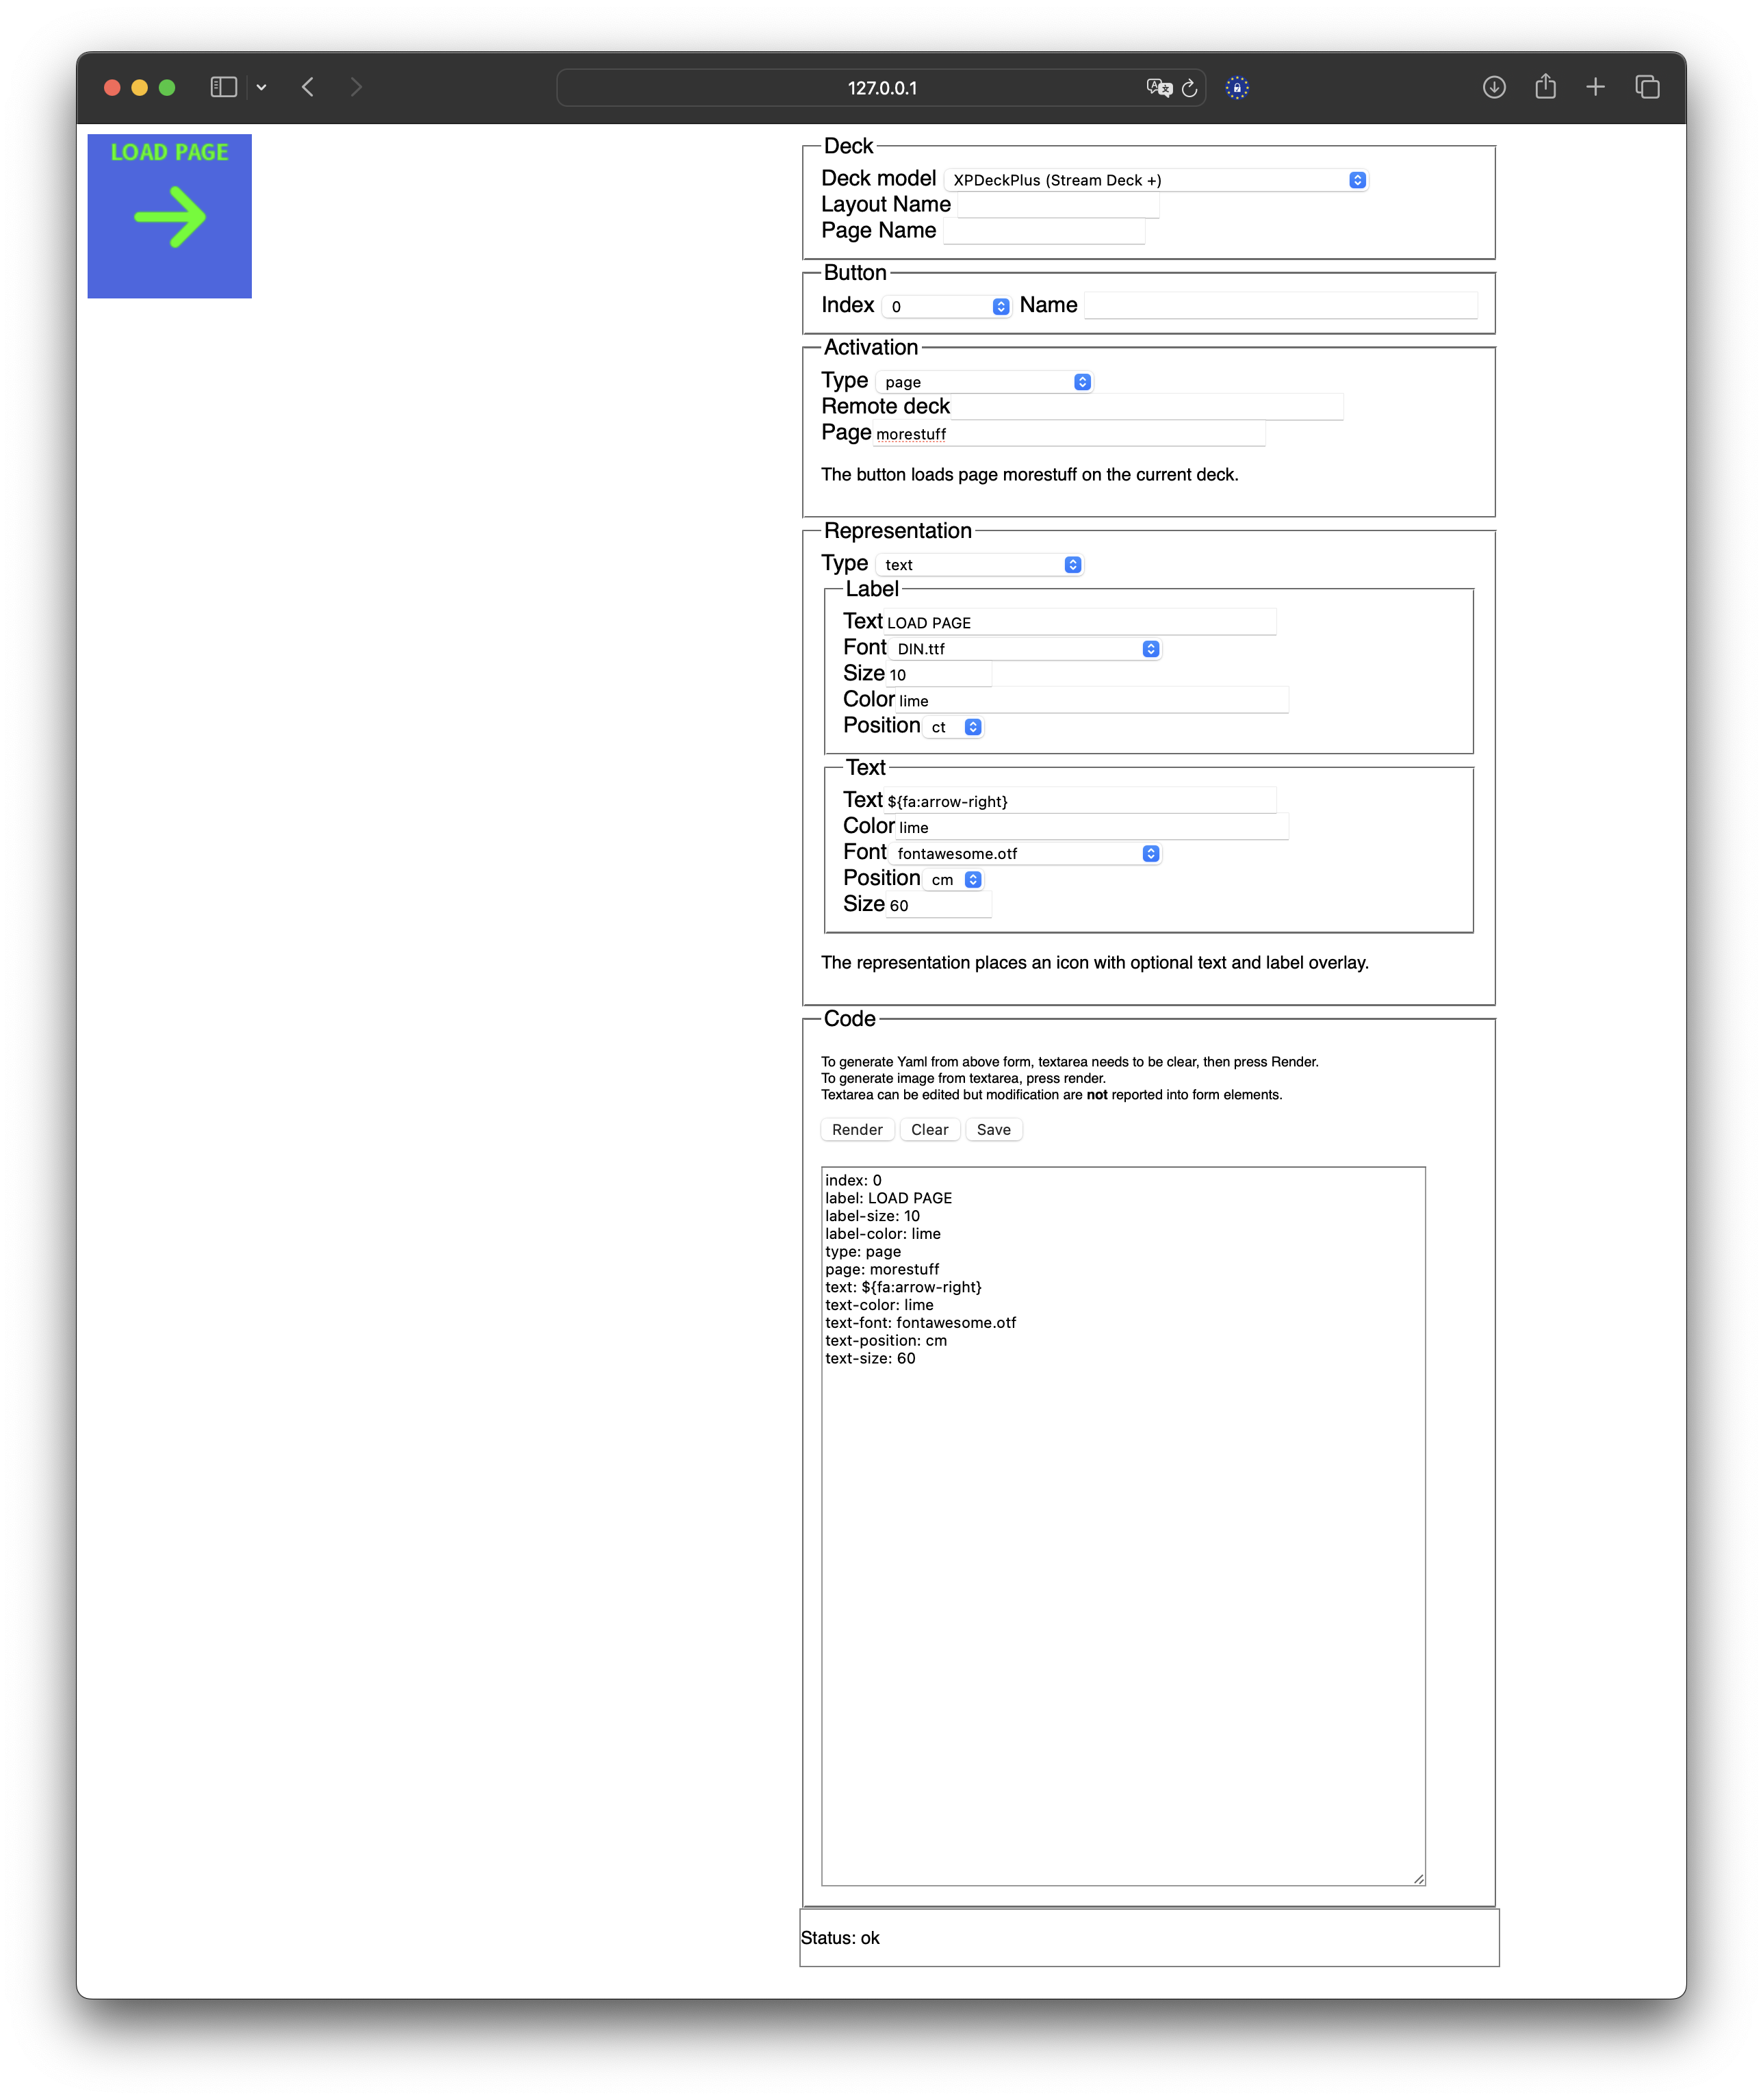 127.0.0.1
LOAD PAGE
Deck
Deck model XPDeckPlus (Stream Deck +)
Layout Name
Page Name
Button
Index 0 Name
Activation
Type page
Remote deck
Page morestuff
The button loads page morestuff on the current deck.
Representation
Type text
Label
Text LOAD PAGE
Font DIN.ttf
Size 10
Color lime
Position ct
Text
Text ${fa:arrow-right}
Color lime
Font fontawesome.otf
Position cm
Size 60
The representation places an icon with optional text and label overlay.
Code
To generate Yaml from above form, textarea needs to be clear, then press Render.
To generate image from textarea, press render.
Textarea can be edited but modification are not reported into form elements.
Render Clear Save
index: 0
label: LOAD PAGE
label-size: 10
label-color: lime
type: page
page: morestuff
text: ${fa:arrow-right}
text-color: lime
text-font: fontawesome.otf
text-position: cm
text-size: 60
Status: ok